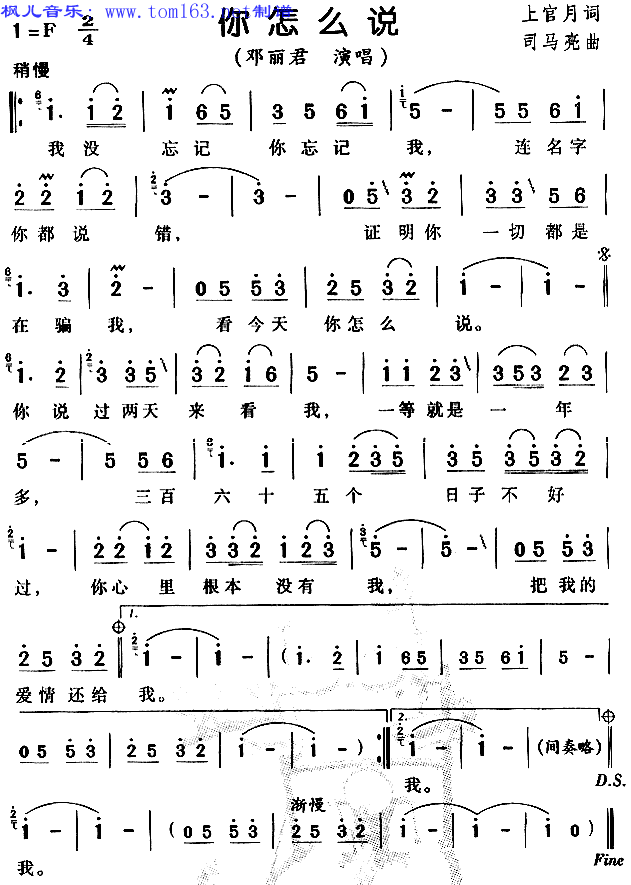 枫儿音乐：www.tom163.net制谱
1=F 2/4 你怎么说 上官月词
(邓丽君 演唱) 司马亮曲
稍慢
我没 忘记 你忘记 我， 连名字
你都说 错， 证明你 一切都是
在骗 我， 看今天 你怎么 说。
你说过两天来看 我， 一等就是一 年
多， 三百六十五个 日子不好
过， 你心里根本没有 我， 把我的
1.
爱情还给 我。
2.
(间奏略)
我。 D.S.
渐慢
我。 Fine